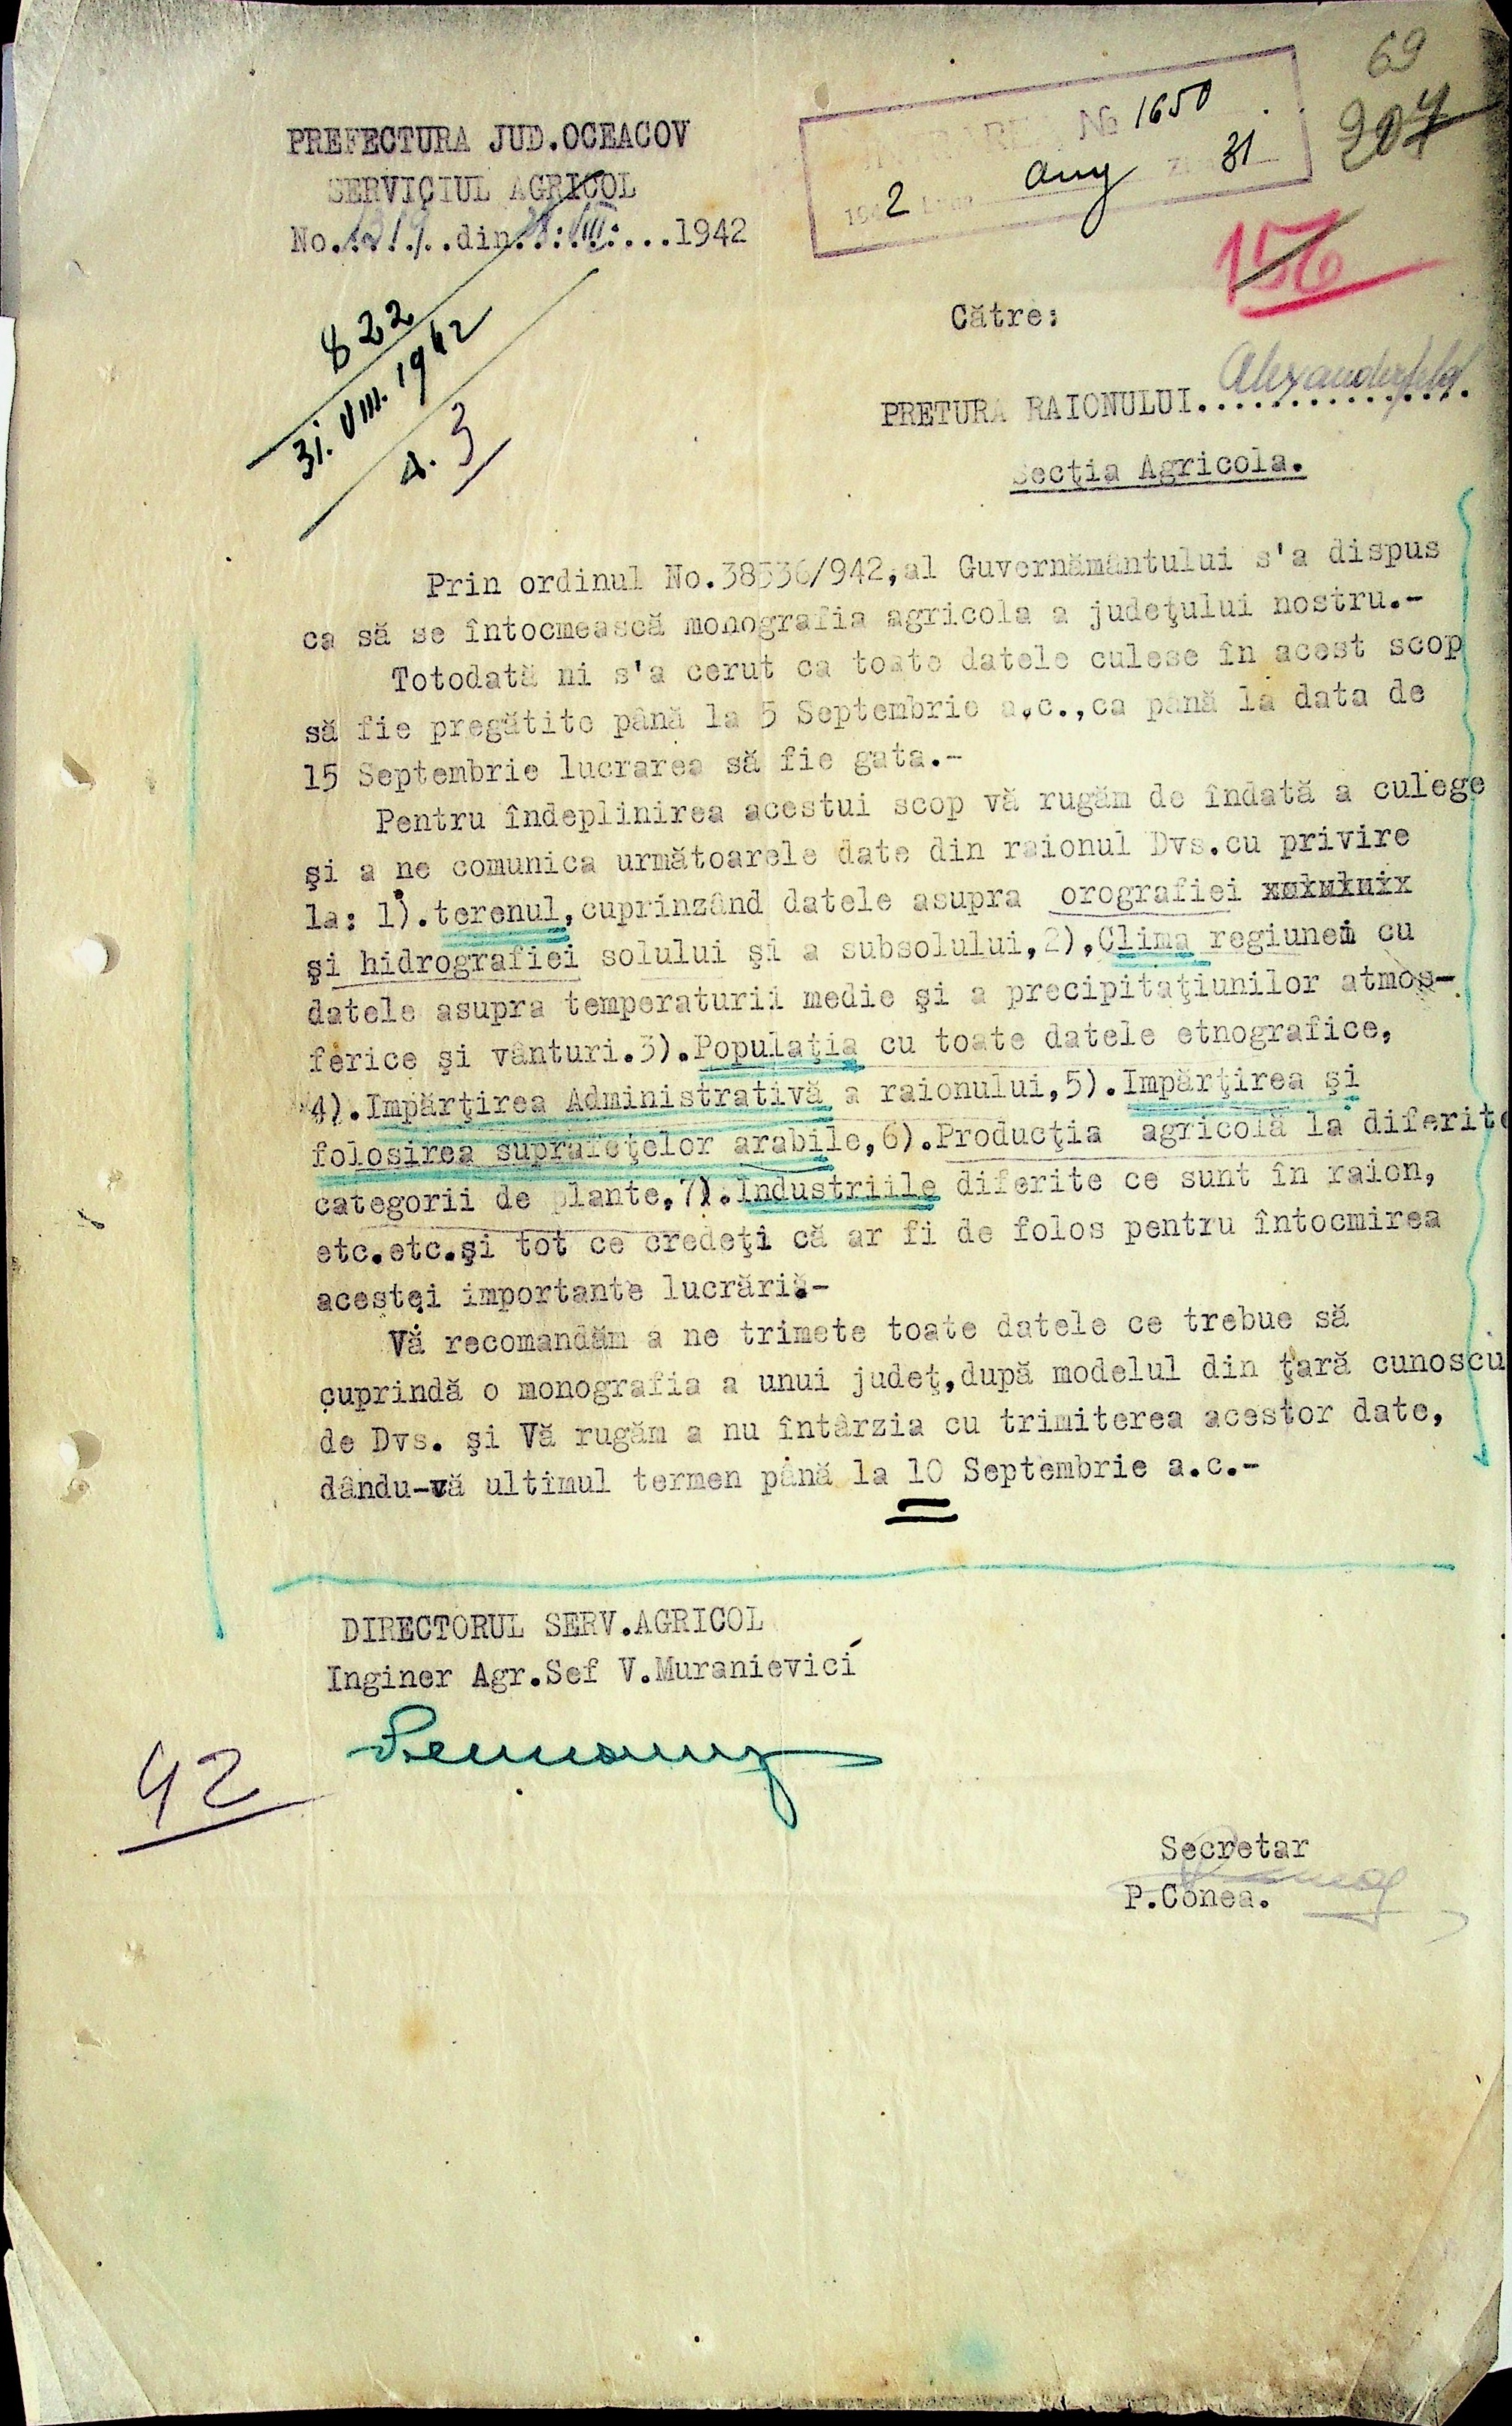 69
207
PREFECTURA JUD.OCEACOV
SERVIÇIUL AGRICOL
No. 1219 din . VIII . 1942
№ 1650
1942 aug 31
156
822
31. VIII. 1942
A. 3
Către:
PRETURA RAIONULUI Alexanderfeld
Secţia Agricola.
Prin ordinul No.38536/942,al Guvernământului s'a dispus
ca să se întocmească monografia agricola a judeţului nostru.-
Totodată ni s'a cerut ca toate datele culese în acest scop
să fie pregătite până la 5 Septembrie a.c.,ca până la data de
15 Septembrie lucrarea să fie gata.-
Pentru îndeplinirea acestui scop vă rugăm de îndată a culege
şi a ne comunica următoarele date din raionul Dvs.cu privire
la: 1).terenul,cuprinzând datele asupra orografiei
şi hidrografiei solului şi a subsolului,2),Clima regiunei cu
datele asupra temperaturii medie şi a precipitaţiunilor atmos-
ferice şi vânturi.3).Populaţia cu toate datele etnografice,
4).Impărţirea Administrativă a raionului,5).Impărţirea şi
folosirea suprafeţelor arabile,6).Producţia agricolă la diferite
categorii de plante,7).Industriile diferite ce sunt în raion,
etc.etc.şi tot ce credeţi că ar fi de folos pentru întocmirea
acestei importante lucrări.-
Vă recomandăm a ne trimete toate datele ce trebue să
cuprindă o monografia a unui judeţ,după modelul din ţară cunoscu
de Dvs. şi Vă rugăm a nu întârzia cu trimiterea acestor date,
dându-vă ultimul termen până la 10 Septembrie a.c.-
DIRECTORUL SERV.AGRICOL
Inginer Agr.Sef V.Muranievici
42
Secretar
P.Conea.